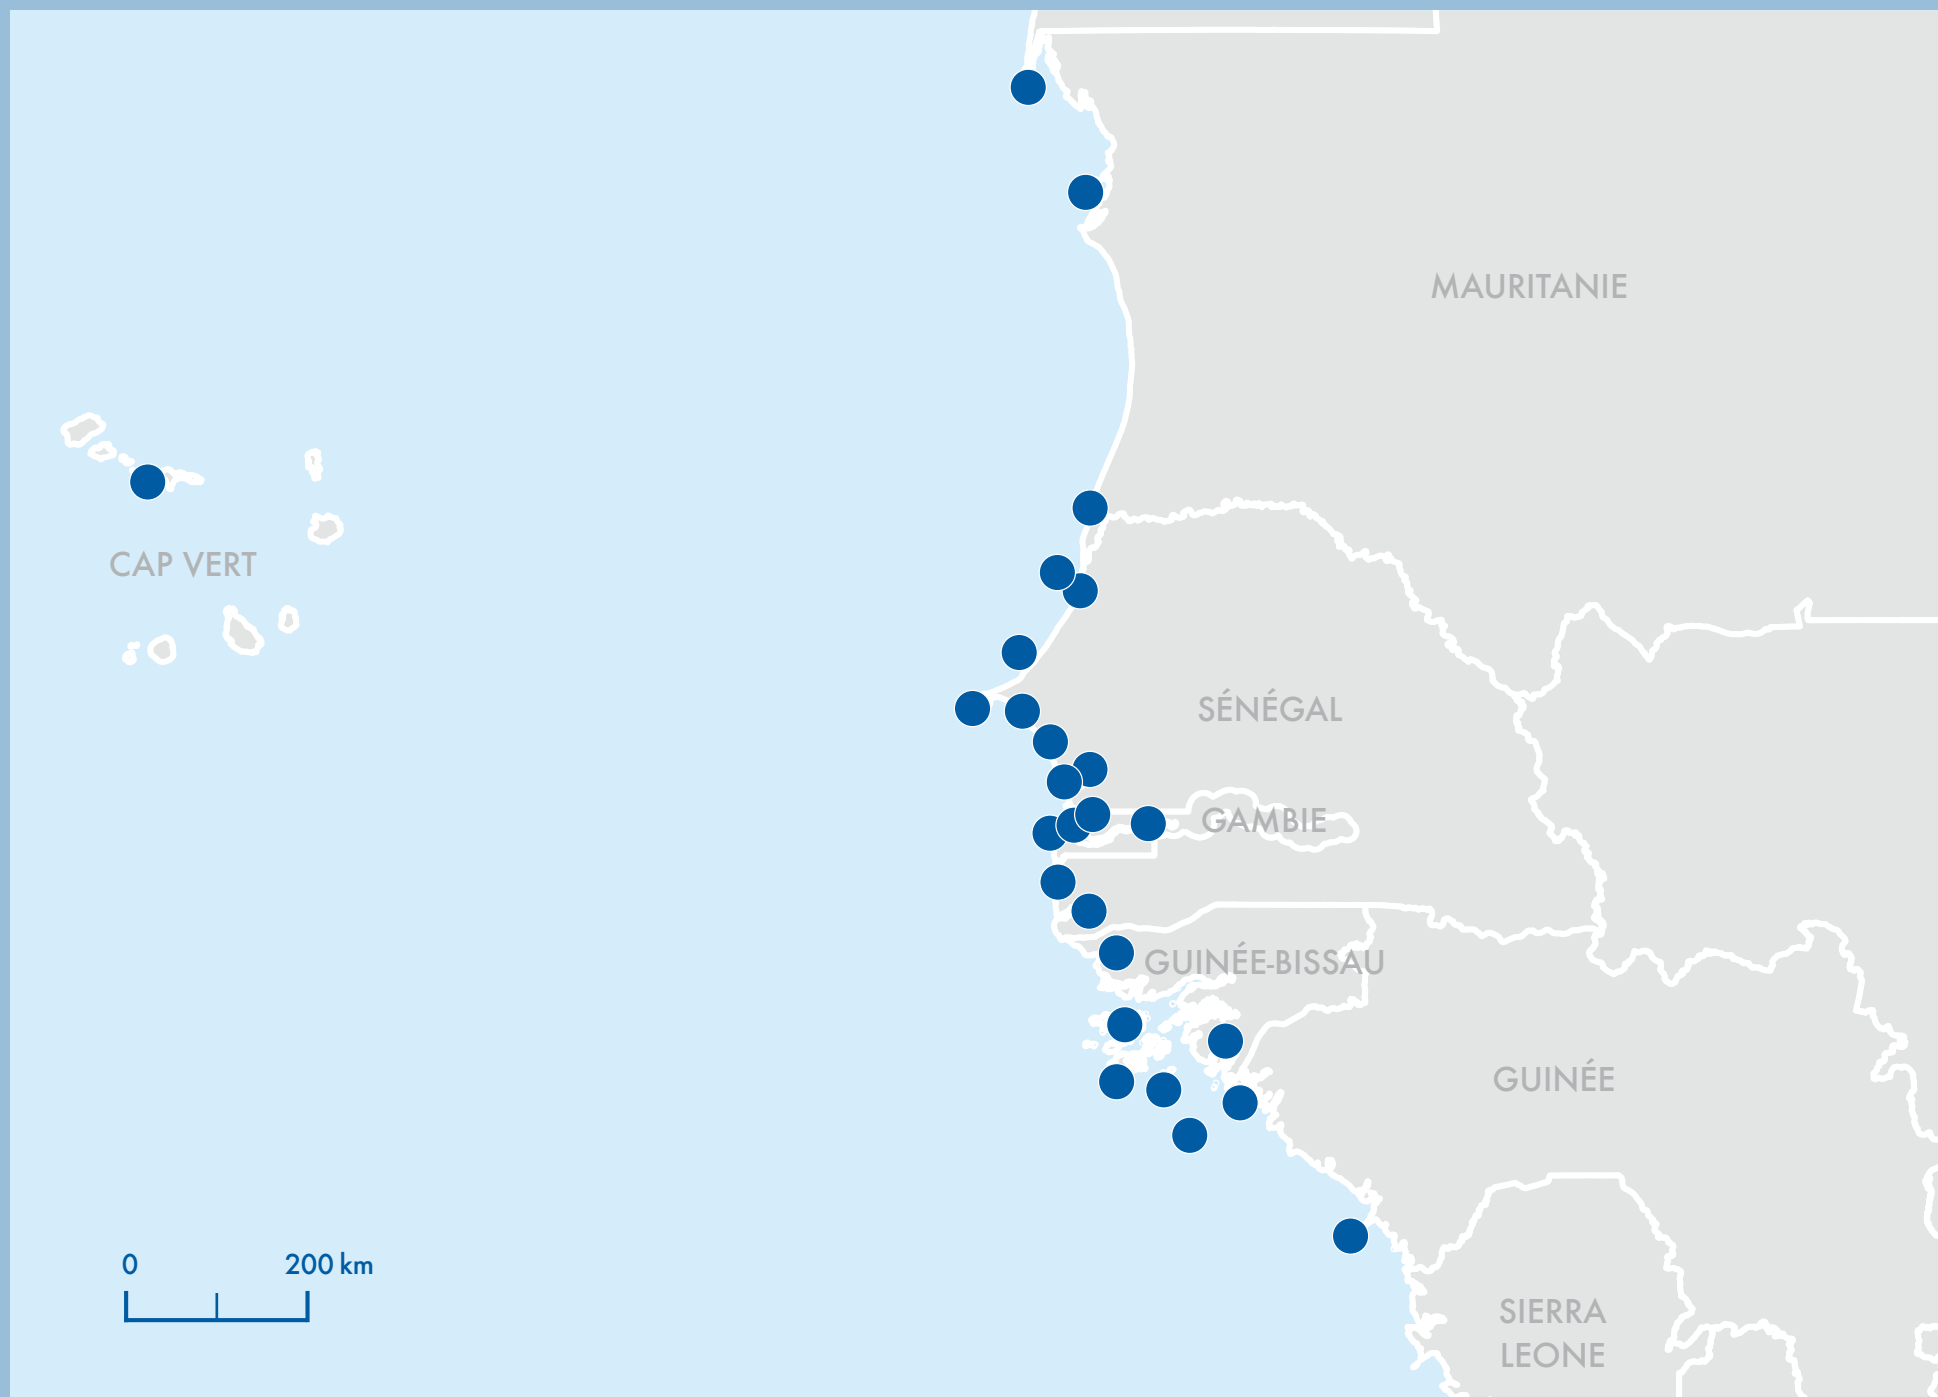 MAURITANIE
CAP VERT
SÉNÉGAL
GAMBIE
GUINÉE-BISSAU
GUINÉE
0 200 km
SIERRA
LEONE